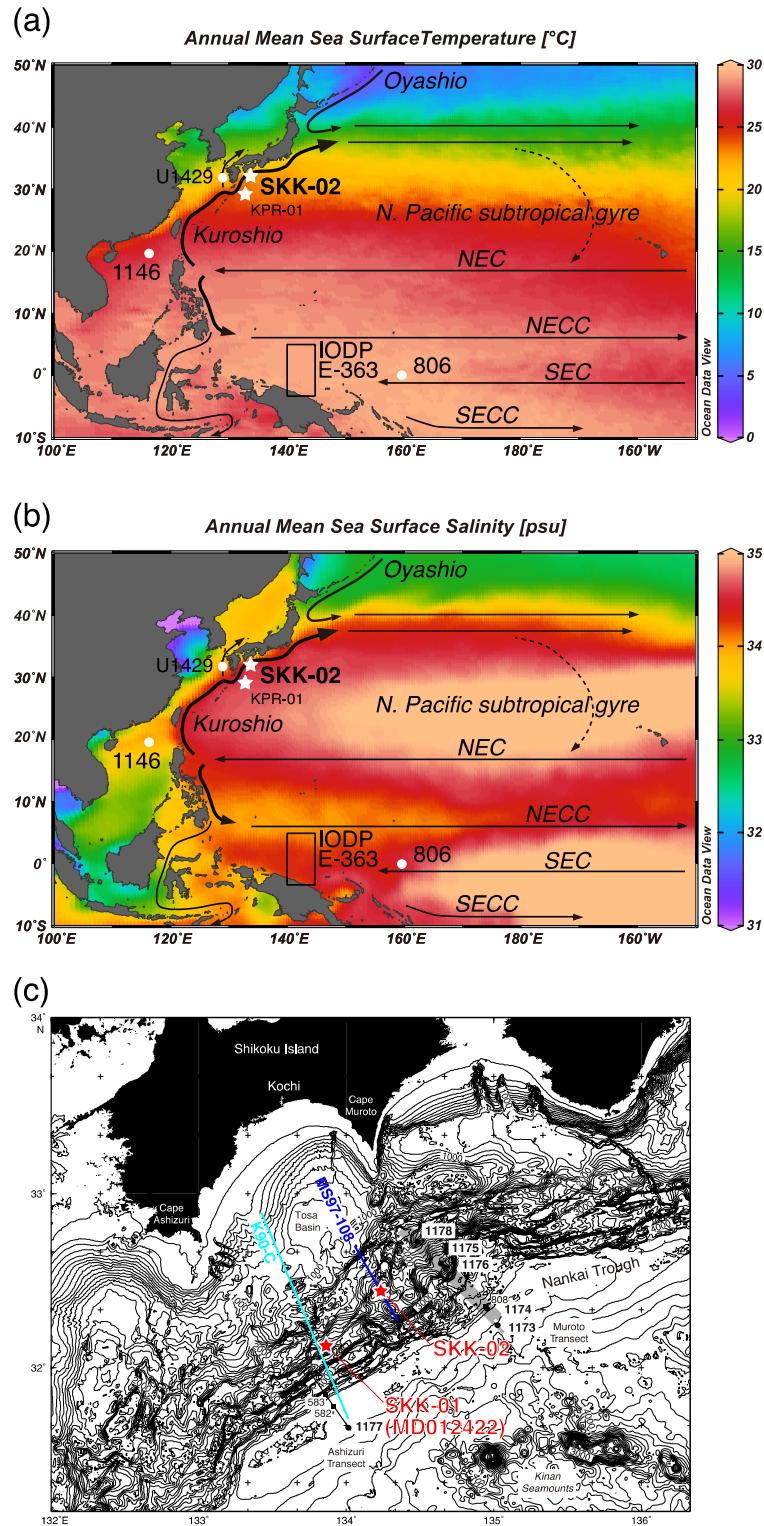 (a)
Annual Mean Sea SurfaceTemperature [°C]
50°N
40°N
30°N
20°N
10°N
0°
10°S
100°E
120°E
140°E
160°E
180°E
160°W
Oyashio
U1429
SKK-02
KPR-01
N. Pacific subtropical gyre
Kuroshio
1146
NEC
NECC
IODP
E-363
806
SEC
SECC
Ocean Data View
30
25
20
15
10
5
0
(b)
Annual Mean Sea Surface Salinity [psu]
50°N
40°N
30°N
20°N
10°N
0°
10°S
100°E
120°E
140°E
160°E
180°E
160°W
Oyashio
U1429
SKK-02
KPR-01
N. Pacific subtropical gyre
Kuroshio
1146
NEC
NECC
IODP
E-363
806
SEC
SECC
Ocean Data View
35
34
33
32
31
(c)
34°
N
33
32
132°E
133
134
135
136
Shikoku Island
Kochi
Cape
Muroto
Cape
Ashizuri
Tosa
Basin
K90-C
MS97-108
1000
1178
1175
1176
808
1174
1173
Nankai Trough
Muroto
Transect
SKK-02
SKK-01
(MD012422)
583
582
1177
Ashizuri
Transect
Kinan
Seamounts